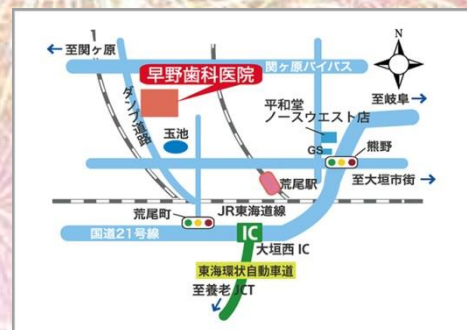 至関ヶ原
早野歯科医院
関ヶ原バイパス
至岐阜
ダンプ道路
玉池
平和堂
ノースウエスト店
GS
熊野
至大垣市街
荒尾駅
荒尾町
JR東海道線
国道21号線
IC
大垣西 IC
東海環状自動車道
至養老 JCT